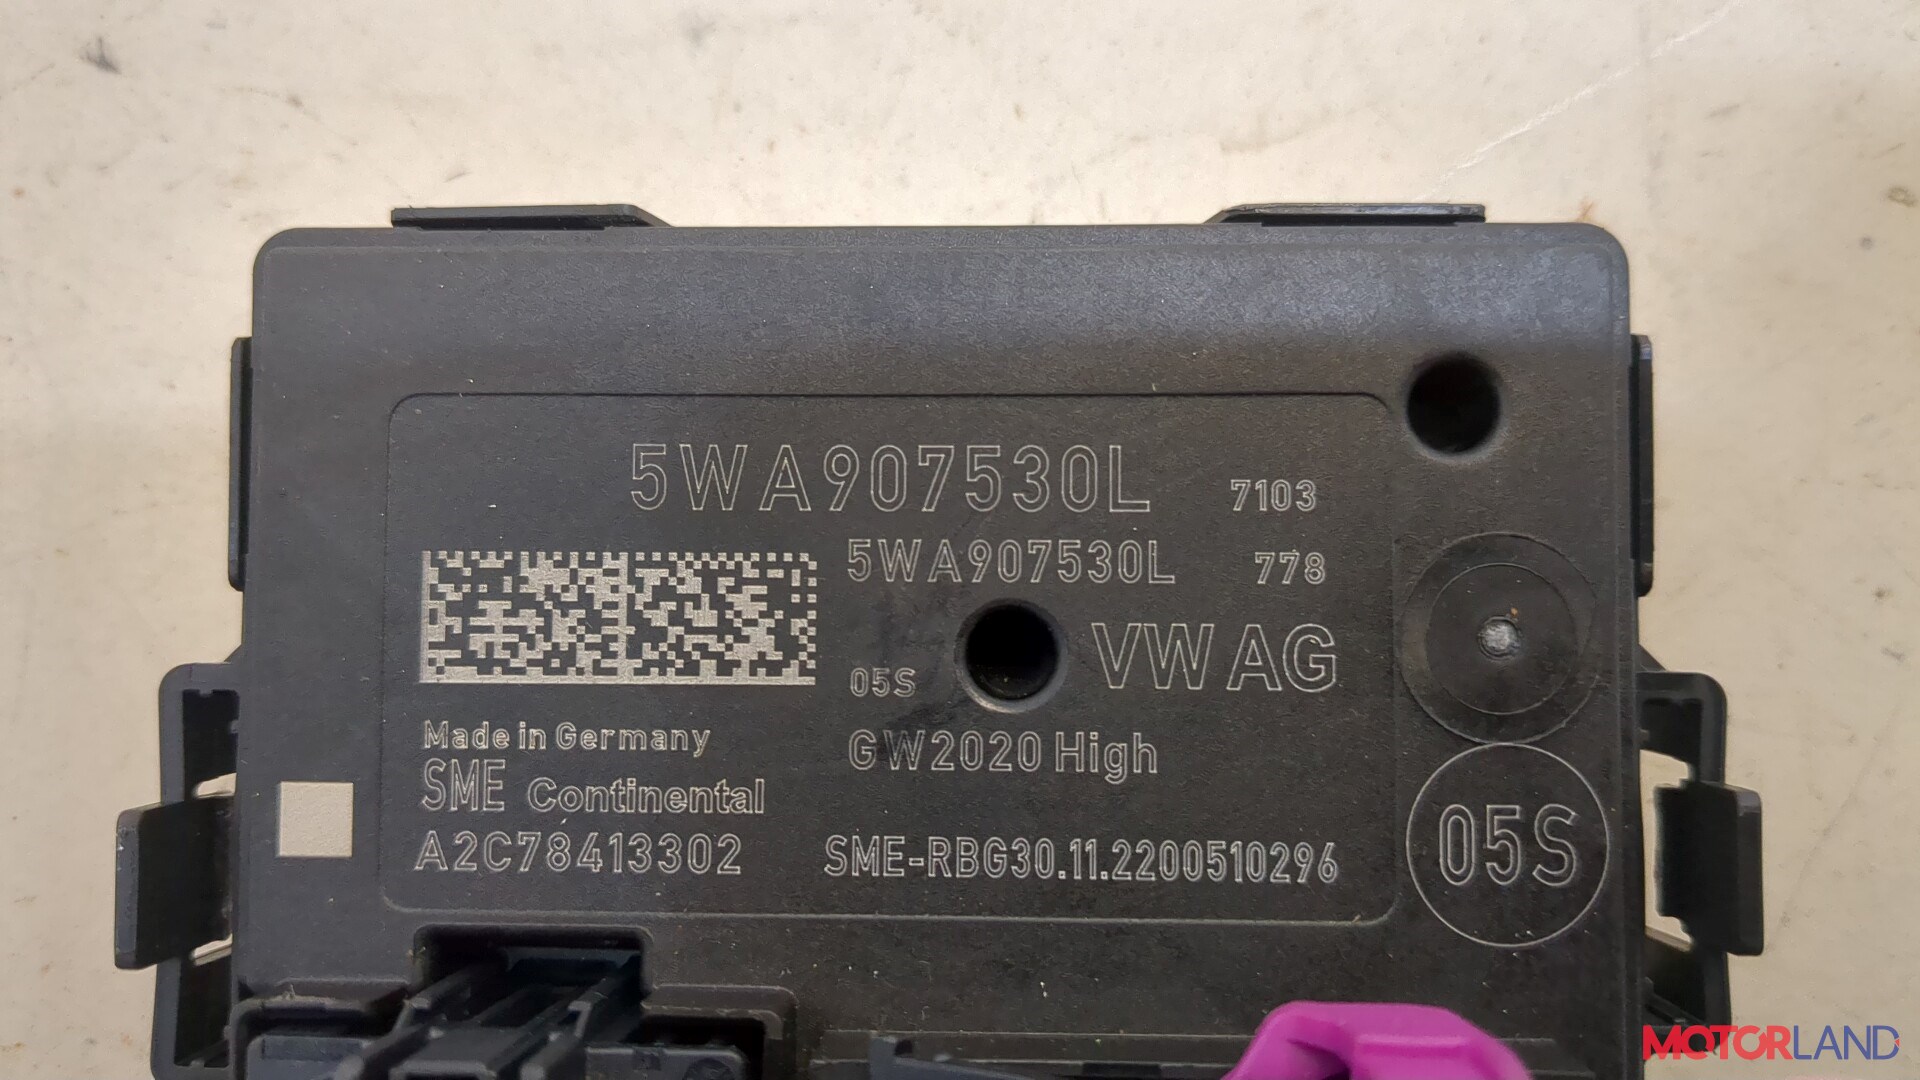 5WA907530L 7103
5WA907530L 778
05S VW AG
Made in Germany
GW2020 High
SME Continental
A2C78413302
SME-RBG30.11.2200510296
05S
MOTORLAND